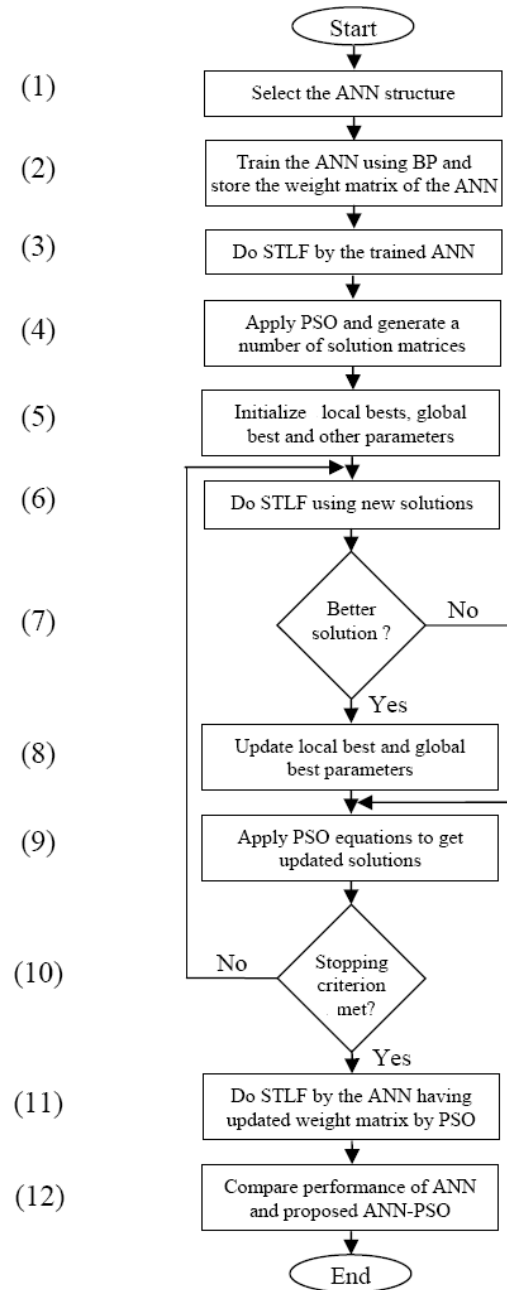 Start
(1)
Select the ANN structure
(2)
Train the ANN using BP and
store the weight matrix of the ANN
(3)
Do STLF by the trained ANN
(4)
Apply PSO and generate a
number of solution matrices
(5)
Initialize local bests, global
best and other parameters
(6)
Do STLF using new solutions
(7)
Better
solution ?
No
Yes
(8)
Update local best and global
best parameters
(9)
Apply PSO equations to get
updated solutions
(10)
No
Stopping
criterion
met?
Yes
(11)
Do STLF by the ANN having
updated weight matrix by PSO
(12)
Compare performance of ANN
and proposed ANN-PSO
End